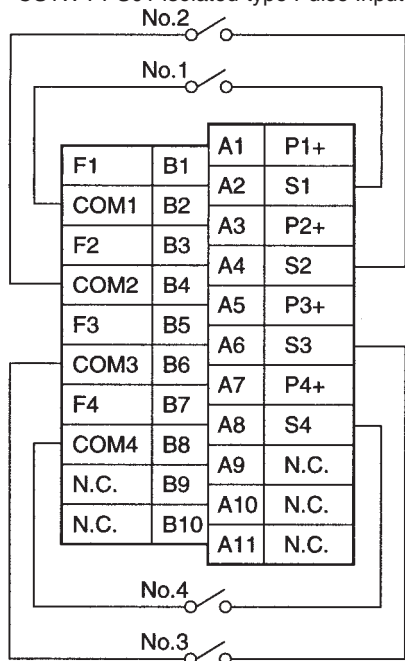 Isolated-type Pulse Input
No.2
No.1
F1 B1
COM1 B2
F2 B3
COM2 B4
F3 B5
COM3 B6
F4 B7
COM4 B8
N.C. B9
N.C. B10
A1 P1+
A2 S1
A3 P2+
A4 S2
A5 P3+
A6 S3
A7 P4+
A8 S4
A9 N.C.
A10 N.C.
A11 N.C.
No.4
No.3